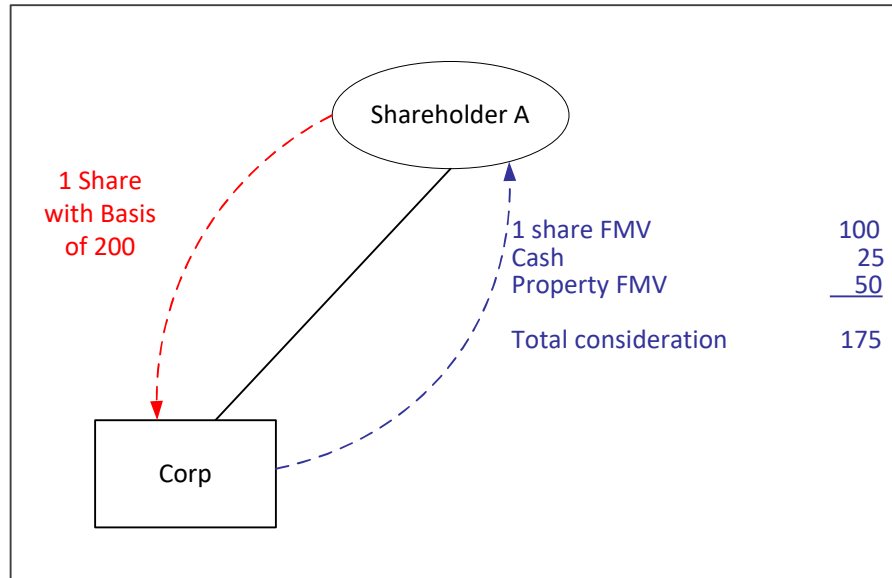 Shareholder A
1 Share
with Basis
of 200
1 share FMV 100
Cash 25
Property FMV 50
Total consideration 175
Corp